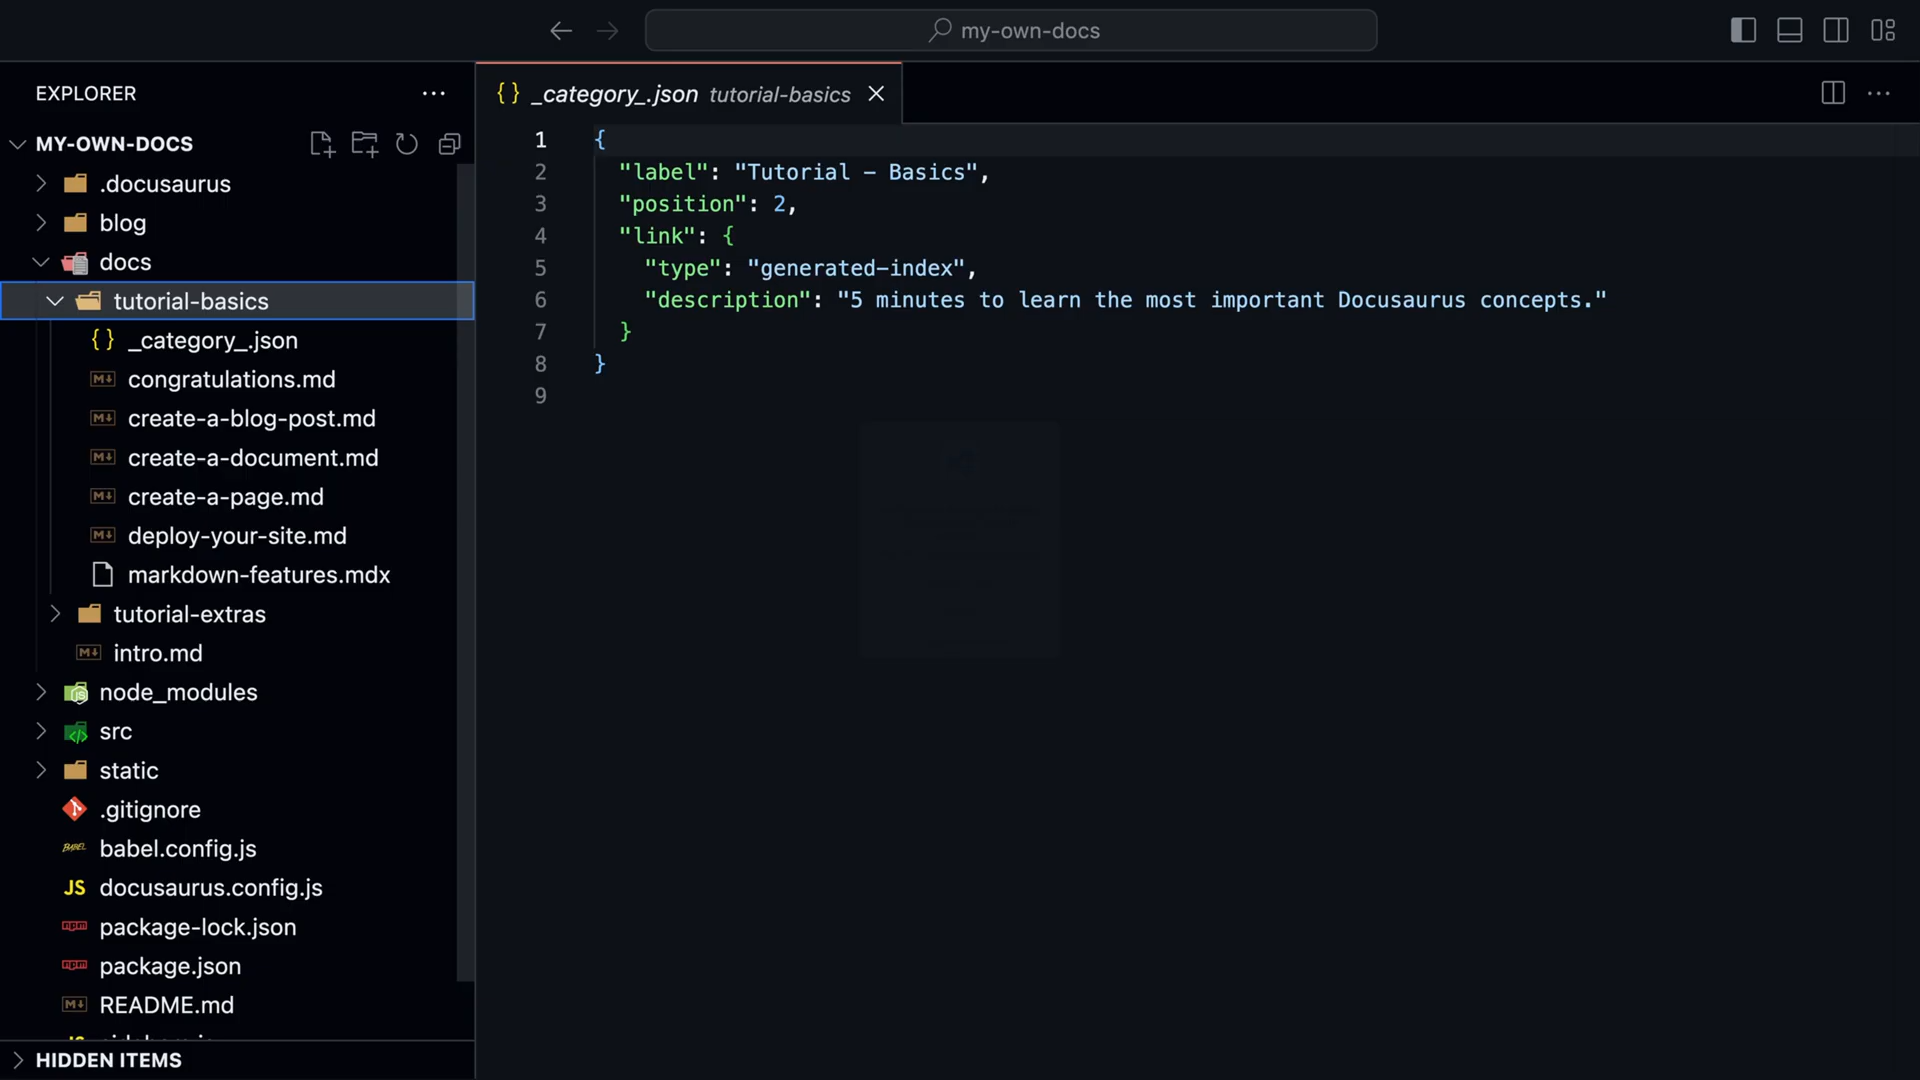 my-own-docs
EXPLORER
MY-OWN-DOCS
.docusaurus
blog
docs
tutorial-basics
{} _category_.json
M↓ congratulations.md
M↓ create-a-blog-post.md
M↓ create-a-document.md
M↓ create-a-page.md
M↓ deploy-your-site.md
markdown-features.mdx
tutorial-extras
M↓ intro.md
node_modules
src
static
.gitignore
BABEL babel.config.js
JS docusaurus.config.js
npm package-lock.json
npm package.json
M↓ README.md
HIDDEN ITEMS
{} _category_.json tutorial-basics
1 {
2 "label": "Tutorial - Basics",
3 "position": 2,
4 "link": {
5 "type": "generated-index",
6 "description": "5 minutes to learn the most important Docusaurus concepts."
7 }
8 }
9